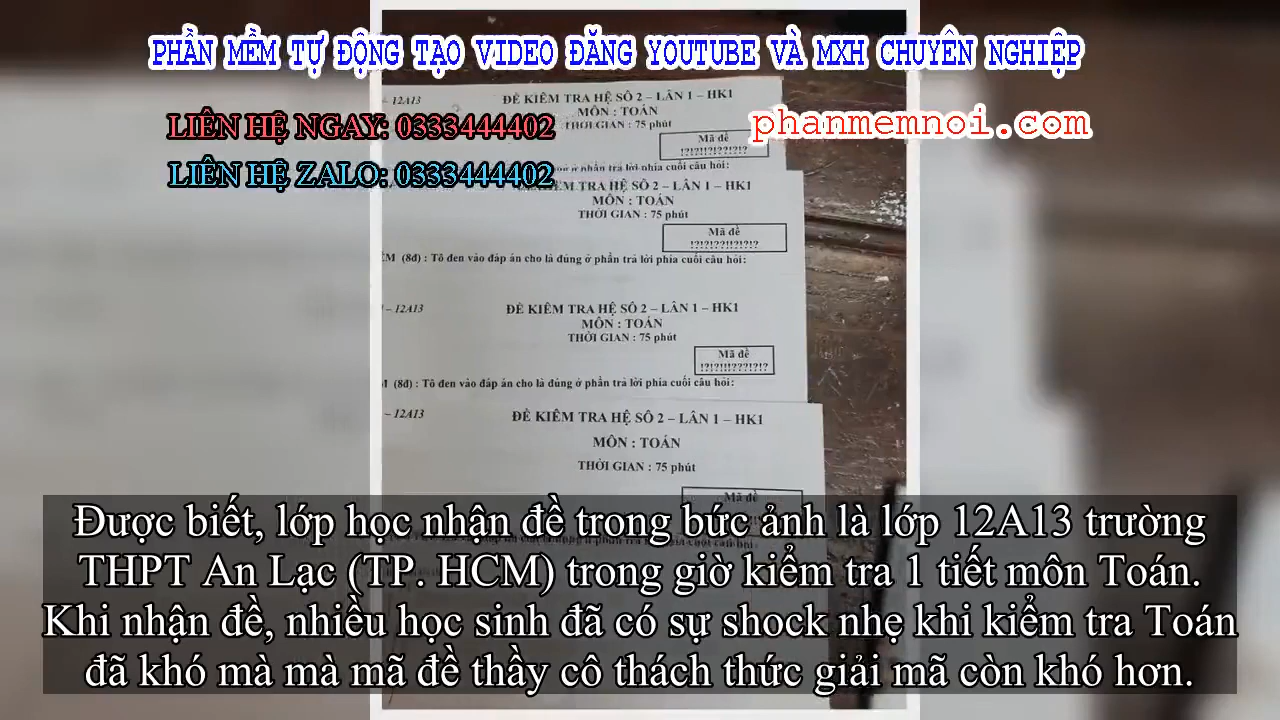 PHẦN MỀM TỰ ĐỘNG TẠO VIDEO ĐĂNG YOUTUBE VÀ MXH CHUYÊN NGHIỆP
LIÊN HỆ NGAY: 0333444402
phanmemnoi.com
LIÊN HỆ ZALO: 0333444402
– 12A13
ĐỀ KIỂM TRA HỆ SỐ 2 – LẦN 1 – HK1
MÔN : TOÁN
THỜI GIAN : 75 phút
Mã đề
phần trả lời phía cuối câu hỏi:
KIỂM TRA HỆ SỐ 2 – LẦN 1 – HK1
MÔN : TOÁN
THỜI GIAN : 75 phút
Mã đề
!?!?!??!!?!?!?
(8đ) : Tô đen vào đáp án cho là đúng ở phần trả lời phía cuối câu hỏi:
– 12A13
ĐỀ KIỂM TRA HỆ SỐ 2 – LẦN 1 – HK1
MÔN : TOÁN
THỜI GIAN : 75 phút
Mã đề
!?!?!!!???!?!?
(8đ) : Tô đen vào đáp án cho là đúng ở phần trả lời phía cuối câu hỏi:
– 12A13
ĐỀ KIỂM TRA HỆ SỐ 2 – LẦN 1 – HK1
MÔN : TOÁN
THỜI GIAN : 75 phút
Mã đề
Được biết, lớp học nhận đề trong bức ảnh là lớp 12A13 trường
THPT An Lạc (TP. HCM) trong giờ kiểm tra 1 tiết môn Toán.
Khi nhận đề, nhiều học sinh đã có sự shock nhẹ khi kiểm tra Toán
đã khó mà mà mã đề thầy cô thách thức giải mã còn khó hơn.